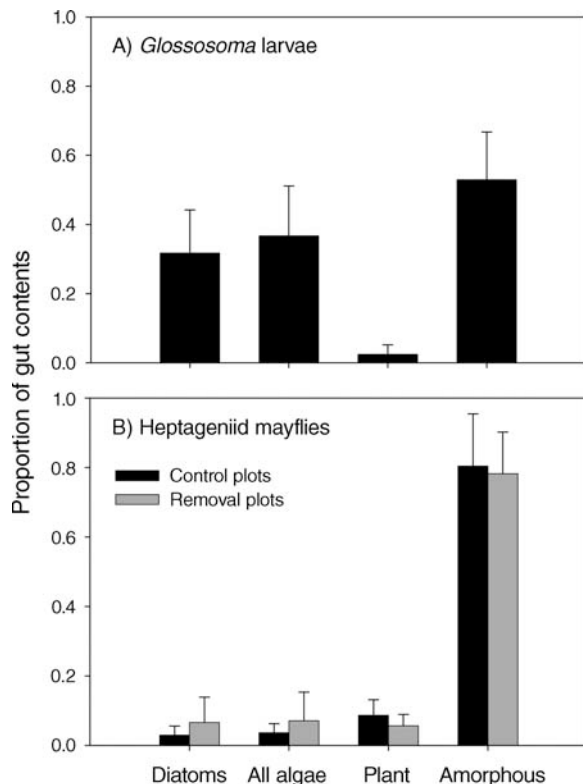 Proportion of gut contents
1.0
A) Glossosoma larvae
0.8
0.6
0.4
0.2
0.0
1.0
B) Heptageniid mayflies
Control plots
0.8
Removal plots
0.6
0.4
0.2
0.0
Diatoms All algae Plant Amorphous